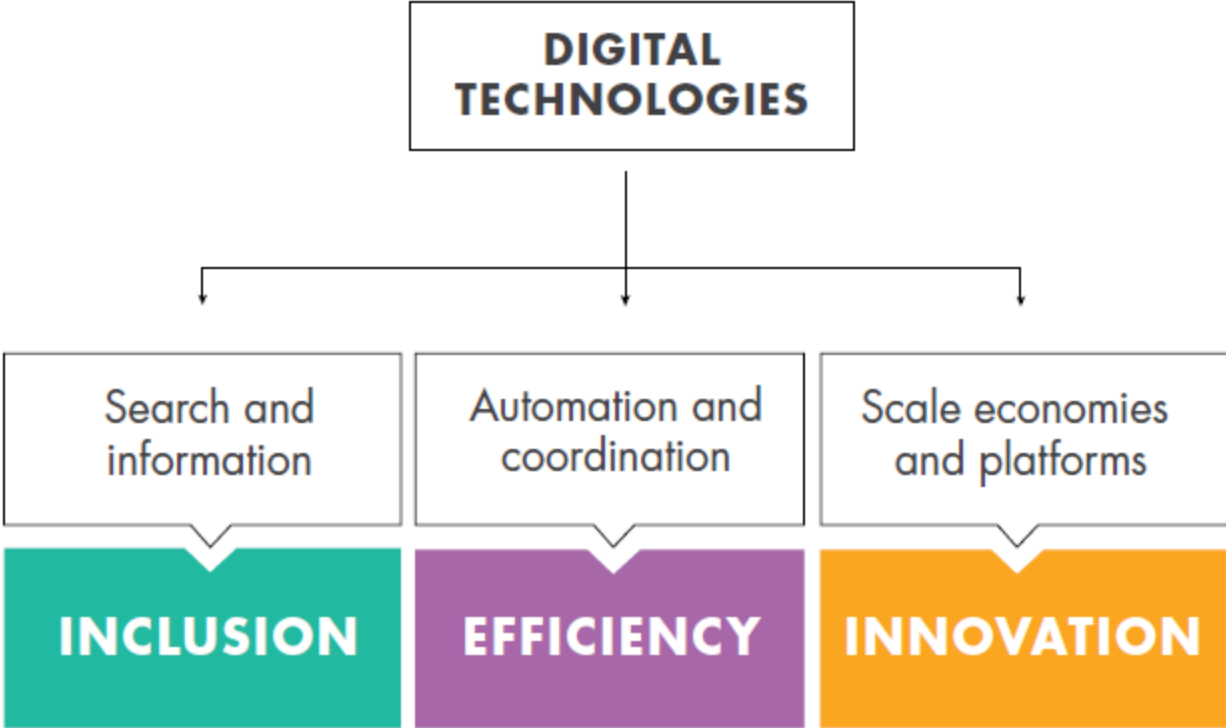 DIGITAL
TECHNOLOGIES
Search and
information
Automation and
coordination
Scale economies
and platforms
INCLUSION
EFFICIENCY
INNOVATION